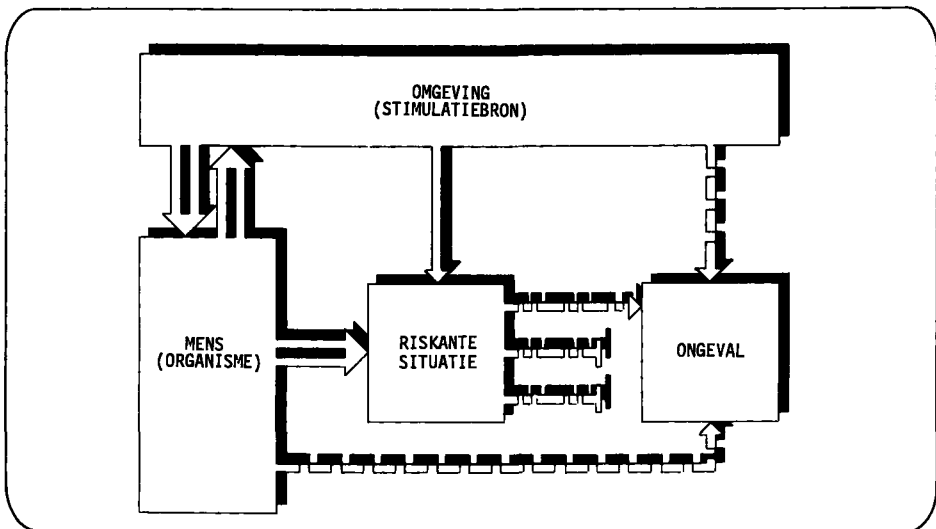 OMGEVING
(STIMULATIEBRON)
MENS
(ORGANISME)
RISKANTE
SITUATIE
ONGEVAL